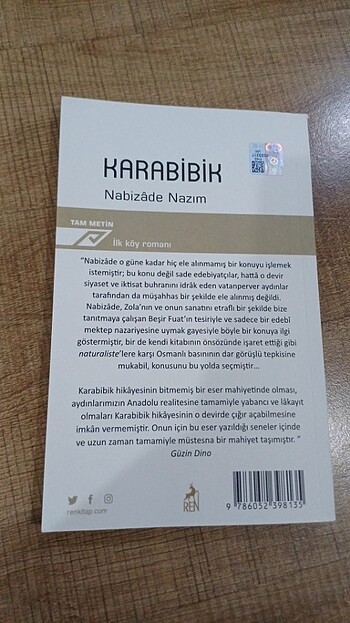 KARABİBİK
Nabizâde Nazım
TAM METİN
İlk köy romanı
"Nabizâde o güne kadar hiç ele alınmamış bir konuyu işlemek
istemiştir; bu konu değil sade edebiyatçılar, hattâ o devir
siyaset ve iktisat buhranını idrâk eden vatanperver aydınlar
tarafından da müşahhas bir şekilde ele alınmış değildi.
Nabizâde, Zola'nın ve onun sanatını etraflı bir şekilde bize
tanıtmaya çalışan Beşir Fuat'ın tesiriyle ve sadece bir edebî
mektep nazariyesine uymak gayesiyle böyle bir konuya ilgi
göstermiştir, bir de kendi kitabının önsözünde işaret ettiği gibi
naturaliste'lere karşı Osmanlı basınının dar görüşlü tepkisine
mukabil, konusunu bu yolda seçmiştir...
Karabibik hikâyesinin bitmemiş bir eser mahiyetinde olması,
aydınlarımızın Anadolu realitesine tamamiyle yabancı ve lâkayıt
olmaları Karabibik hikâyesinin o devirde çığır açabilmesine
imkân vermemiştir. Onun için bu eser yazıldığı seneler içinde
ve uzun zaman tamamiyle müstesna bir mahiyet taşımıştır. "
Güzin Dino
renkitap.com
REN
9 786052 398135